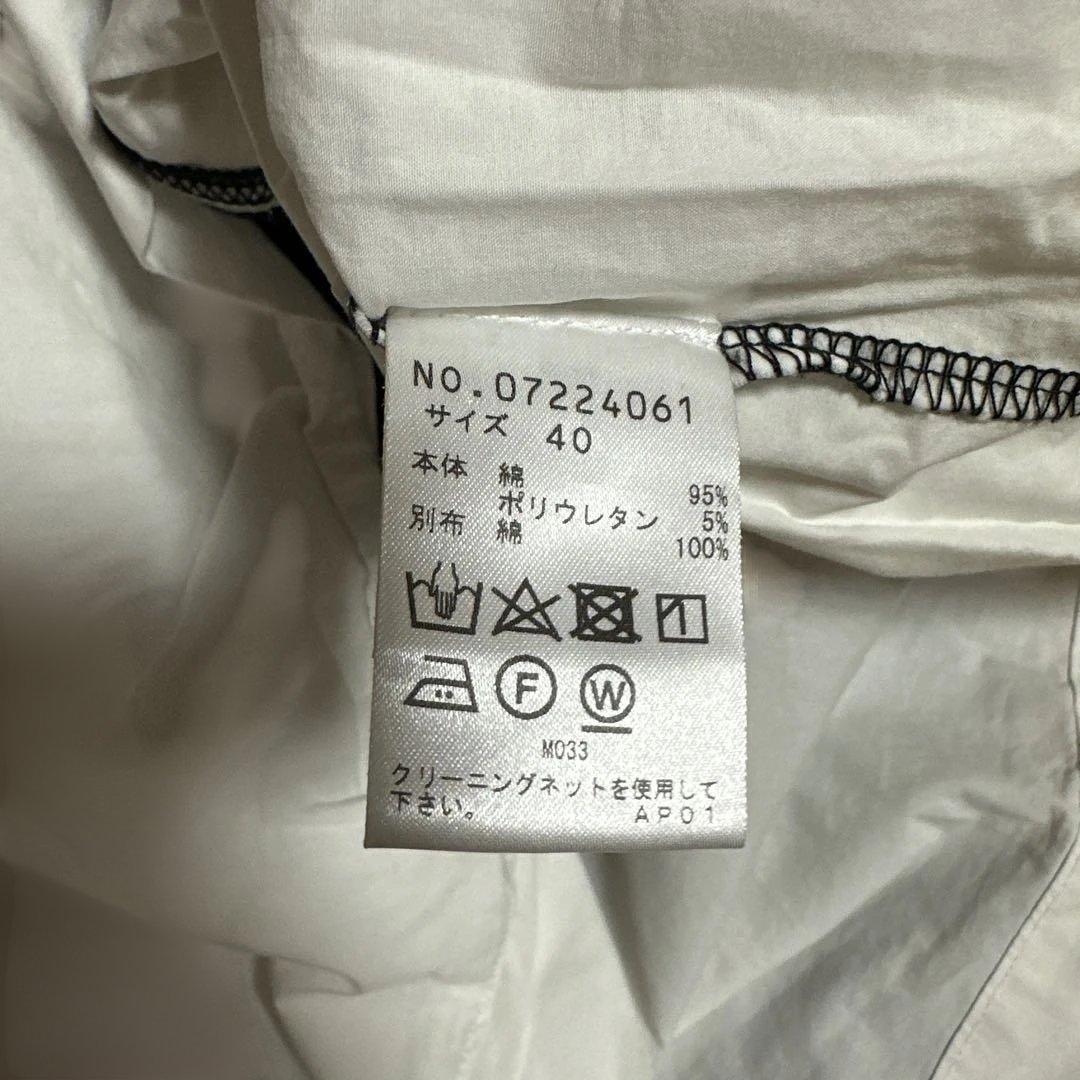 NO.07224061
サイズ 40
本体 綿 95%
ポリウレタン 5%
別布 綿 100%
F W
M033
クリーニングネットを使用して
下さい。
AP01